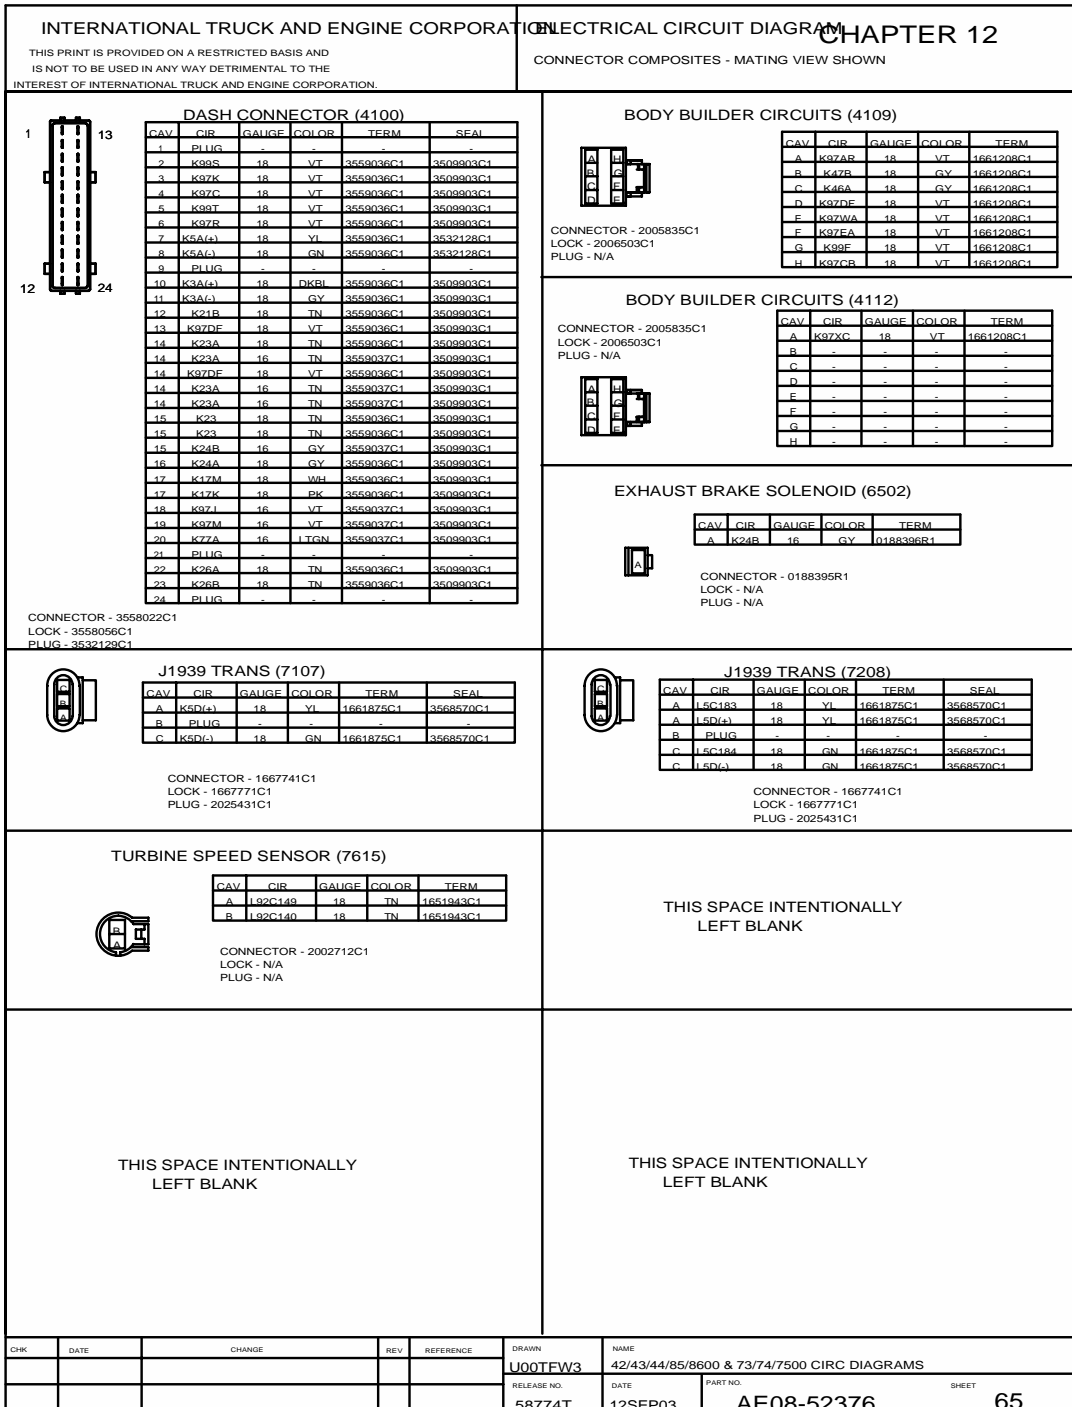 INTERNATIONAL TRUCK AND ENGINE CORPORATION
THIS PRINT IS PROVIDED ON A RESTRICTED BASIS AND
IS NOT TO BE USED IN ANY WAY DETRIMENTAL TO THE
INTEREST OF INTERNATIONAL TRUCK AND ENGINE CORPORATION.
ELECTRICAL CIRCUIT DIAGRAM
CHAPTER 12
CONNECTOR COMPOSITES - MATING VIEW SHOWN
DASH CONNECTOR (4100)
1 13
12 24
CAV CIR GAUGE COLOR TERM SEAL
1 PLUG - - - -
2 K99S 18 VT 3559036C1 3509903C1
3 K97K 18 VT 3559036C1 3509903C1
4 K97C 18 VT 3559036C1 3509903C1
5 K99T 18 VT 3559036C1 3509903C1
6 K97R 18 VT 3559036C1 3509903C1
7 K5A(+) 18 YL 3559036C1 3532128C1
8 K5A(-) 18 GN 3559036C1 3532128C1
9 PLUG - - - -
10 K3A(+) 18 DKBL 3559036C1 3509903C1
11 K3A(-) 18 GY 3559036C1 3509903C1
12 K21B 18 TN 3559036C1 3509903C1
13 K97DF 18 VT 3559036C1 3509903C1
14 K23A 18 TN 3559036C1 3509903C1
14 K23A 16 TN 3559037C1 3509903C1
14 K97DF 18 VT 3559036C1 3509903C1
14 K23A 16 TN 3559037C1 3509903C1
14 K23A 16 TN 3559037C1 3509903C1
15 K23 18 TN 3559036C1 3509903C1
15 K23 18 TN 3559036C1 3509903C1
15 K24B 16 GY 3559037C1 3509903C1
16 K24A 18 GY 3559036C1 3509903C1
17 K17M 18 WH 3559036C1 3509903C1
17 K17K 18 PK 3559036C1 3509903C1
18 K97J 16 VT 3559037C1 3509903C1
19 K97M 16 VT 3559037C1 3509903C1
20 K77A 16 LTGN 3559037C1 3509903C1
21 PLUG - - - -
22 K26A 18 TN 3559036C1 3509903C1
23 K26B 18 TN 3559036C1 3509903C1
24 PLUG - - - -
CONNECTOR - 3558022C1
LOCK - 3558056C1
PLUG - 3532129C1
BODY BUILDER CIRCUITS (4109)
A H
B G
C F
D E
CONNECTOR - 2005835C1
LOCK - 2006503C1
PLUG - N/A
CAV CIR GAUGE COLOR TERM
A K97AR 18 VT 1661208C1
B K47B 18 GY 1661208C1
C K46A 18 GY 1661208C1
D K97DE 18 VT 1661208C1
E K97WA 18 VT 1661208C1
F K97EA 18 VT 1661208C1
G K99F 18 VT 1661208C1
H K97CB 18 VT 1661208C1
BODY BUILDER CIRCUITS (4112)
CONNECTOR - 2005835C1
LOCK - 2006503C1
PLUG - N/A
A H
B G
C F
D E
CAV CIR GAUGE COLOR TERM
A K97XC 18 VT 1661208C1
B - - - -
C - - - -
D - - - -
E - - - -
F - - - -
G - - - -
H - - - -
EXHAUST BRAKE SOLENOID (6502)
CAV CIR GAUGE COLOR TERM
A K24B 16 GY 0188396R1
A
CONNECTOR - 0188395R1
LOCK - N/A
PLUG - N/A
J1939 TRANS (7107)
C
B
A
CAV CIR GAUGE COLOR TERM SEAL
A K5D(+) 18 YL 1661875C1 3568570C1
B PLUG - - - -
C K5D(-) 18 GN 1661875C1 3568570C1
CONNECTOR - 1667741C1
LOCK - 1667771C1
PLUG - 2025431C1
J1939 TRANS (7208)
C
B
A
CAV CIR GAUGE COLOR TERM SEAL
A L5C183 18 YL 1661875C1 3568570C1
A L5D(+) 18 YL 1661875C1 3568570C1
B PLUG - - - -
C L5C184 18 GN 1661875C1 3568570C1
C L5D(-) 18 GN 1661875C1 3568570C1
CONNECTOR - 1667741C1
LOCK - 1667771C1
PLUG - 2025431C1
TURBINE SPEED SENSOR (7615)
B
A
CAV CIR GAUGE COLOR TERM
A L92C149 18 TN 1651943C1
B L92C140 18 TN 1651943C1
CONNECTOR - 2002712C1
LOCK - N/A
PLUG - N/A
THIS SPACE INTENTIONALLY
LEFT BLANK
THIS SPACE INTENTIONALLY
LEFT BLANK
THIS SPACE INTENTIONALLY
LEFT BLANK
CHK DATE CHANGE REV REFERENCE
DRAWN
U00TFW3
NAME
42/43/44/85/8600 & 73/74/7500 CIRC DIAGRAMS
RELEASE NO.
58774T
DATE
12SEP03
PART NO.
AE08-52376
SHEET
65